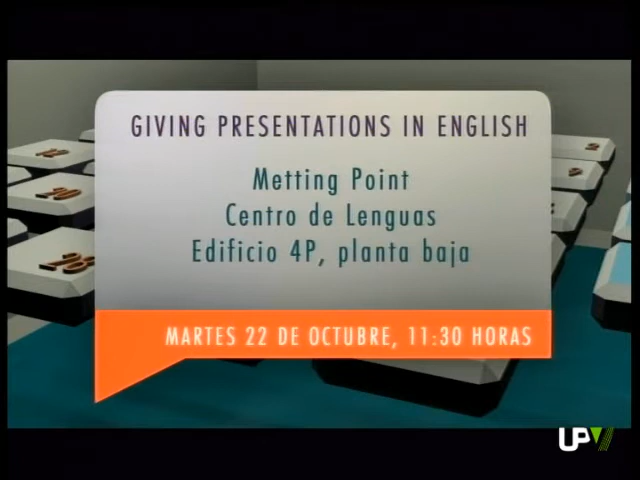 GIVING PRESENTATIONS IN ENGLISH
Metting Point
Centro de Lenguas
Edificio 4P, planta baja
MARTES 22 DE OCTUBRE, 11:30 HORAS
UPV